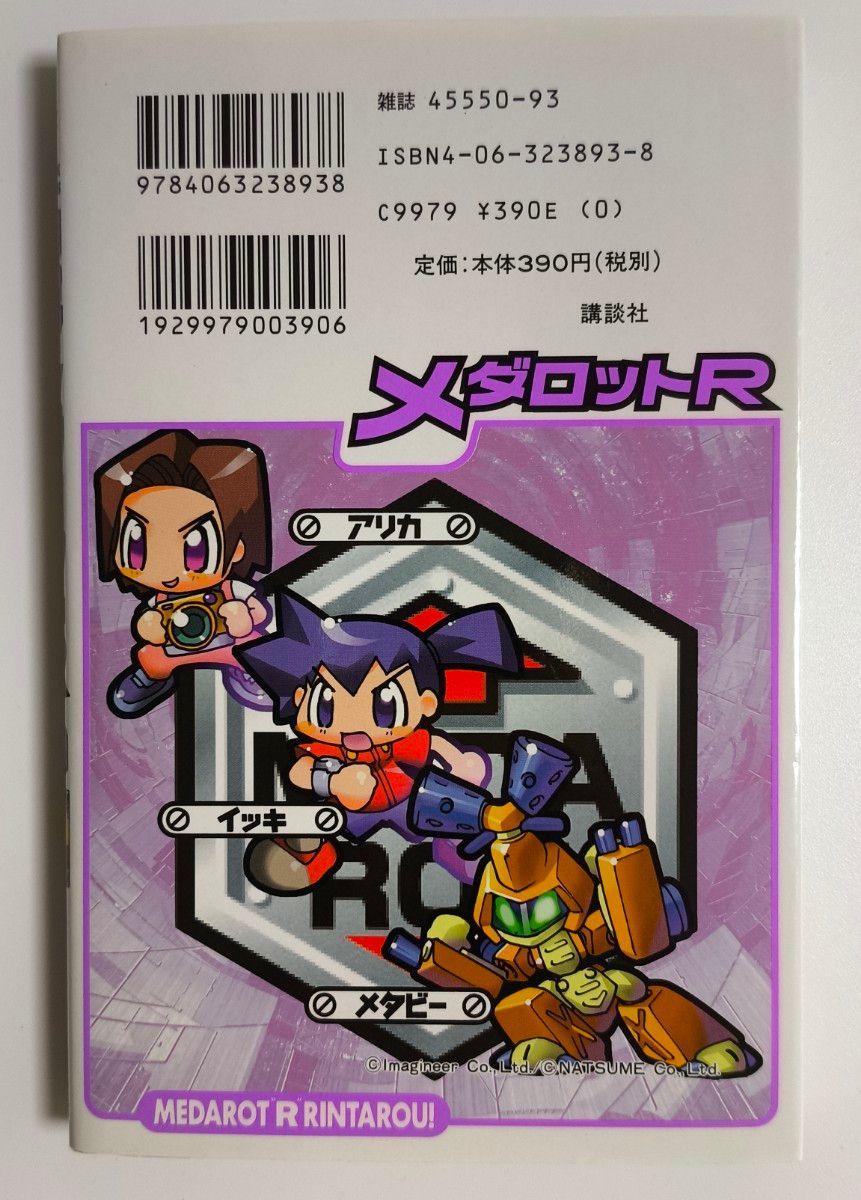 雑誌 45550-93
9784063238938
ISBN4-06-323893-8
C9979 ¥390E (0)
定価:本体390円(税別)
1929979003906
講談社
メダロットR
アリカ
イッキ
メタビー
©Imagineer Co., Ltd./©NATSUME Co., Ltd.
MEDAROT "R" RINTAROU!